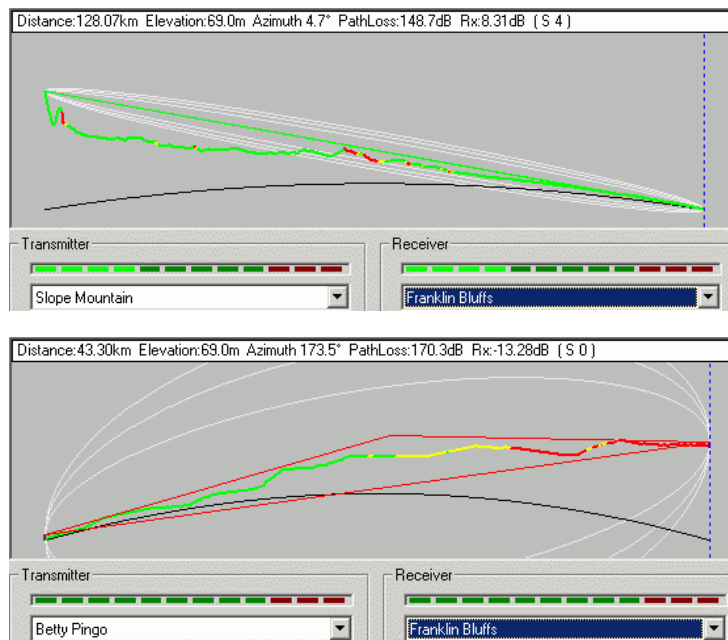 Distance:128.07km Elevation:69.0m Azimuth 4.7° PathLoss:148.7dB Rx:8.31dB ( S 4 )
Transmitter Receiver
Slope Mountain Franklin Bluffs
Distance:43.30km Elevation:69.0m Azimuth 173.5° PathLoss:170.3dB Rx:-13.28dB ( S 0 )
Transmitter Receiver
Betty Pingo Franklin Bluffs